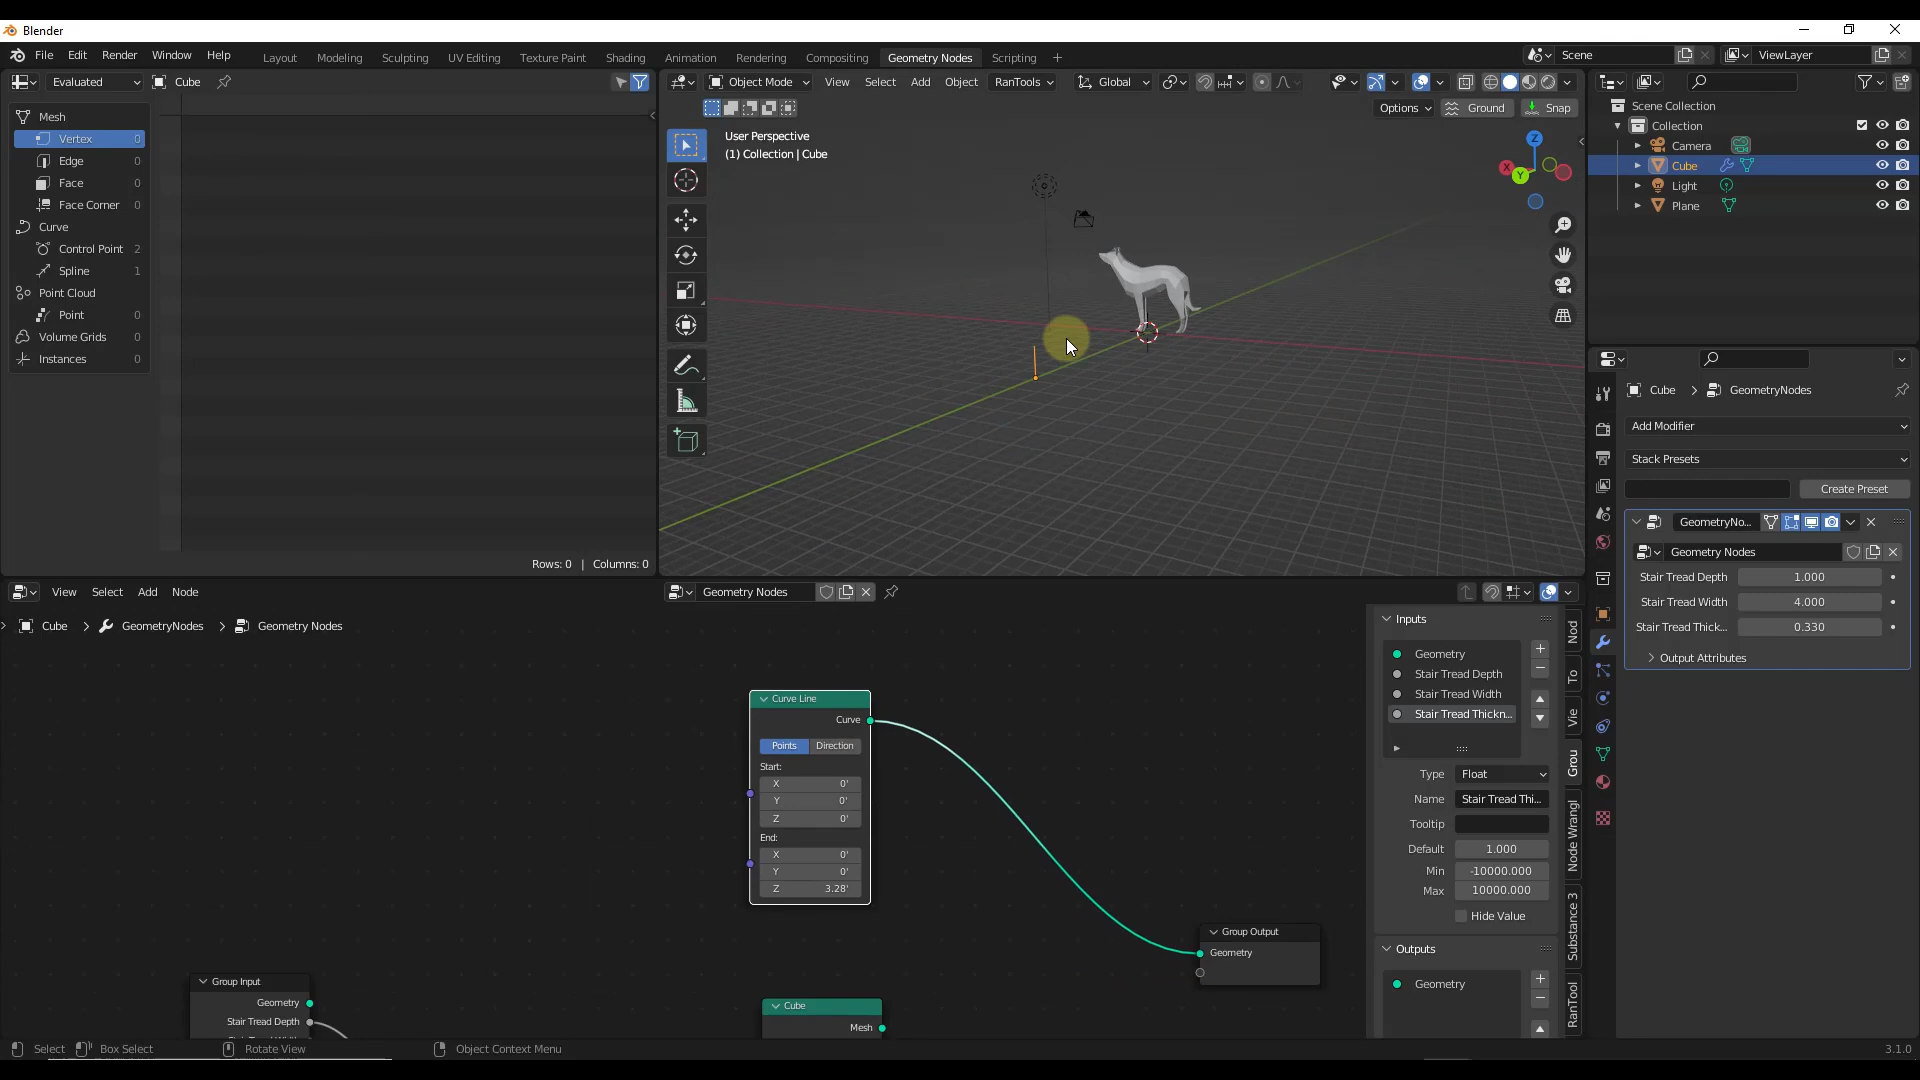 Blender
File Edit Render Window Help Layout Modeling Sculpting UV Editing Texture Paint Shading Animation Rendering Compositing Geometry Nodes Scripting + Scene ViewLayer
Evaluated Cube
Object Mode View Select Add Object RanTools Global
Options Ground Snap
Mesh
Vertex 0
Edge 0
Face 0
Face Corner 0
Curve
Control Point 2
Spline 1
Point Cloud
Point 0
Volume Grids 0
Instances 0
Rows: 0 | Columns: 0
User Perspective
(1) Collection | Cube
Z
X
Y
Scene Collection
Collection
Camera
Cube
Light
Plane
Cube > GeometryNodes
Add Modifier
Stack Presets
Create Preset
GeometryNo...
Geometry Nodes
Stair Tread Depth 1.000
Stair Tread Width 4.000
Stair Tread Thick... 0.330
Output Attributes
View Select Add Node Geometry Nodes
Cube > GeometryNodes > Geometry Nodes
Curve Line
Curve
Points Direction
Start:
X 0'
Y 0'
Z 0'
End:
X 0'
Y 0'
Z 3.28'
Group Output
Geometry
Group Input
Geometry
Stair Tread Depth
Cube
Mesh
Inputs
Geometry
Stair Tread Depth
Stair Tread Width
Stair Tread Thickn...
Type Float
Name Stair Tread Thi...
Tooltip
Default 1.000
Min -10000.000
Max 10000.000
Hide Value
Outputs
Geometry
Nod
To
Vie
Grou
Node Wrangl
Substance 3
RanTool
Select Box Select Rotate View Object Context Menu 3.1.0